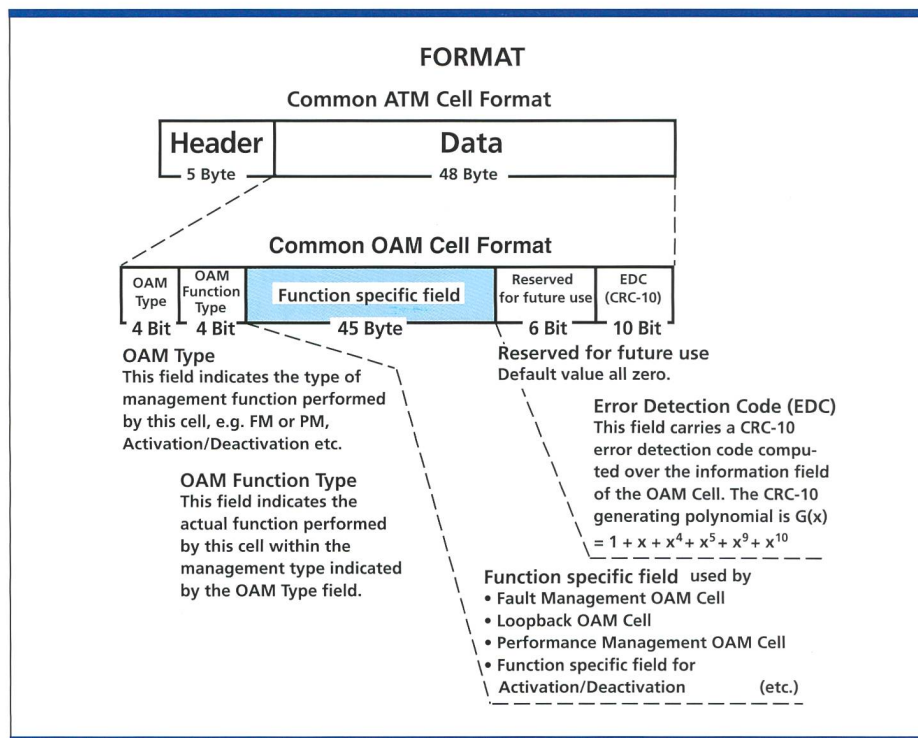 FORMAT
Common ATM Cell Format
Header
Data
5 Byte
48 Byte
Common OAM Cell Format
OAM
Type
OAM
Function
Type
Function specific field
Reserved
for future use
EDC
(CRC-10)
4 Bit
4 Bit
45 Byte
6 Bit
10 Bit
OAM Type
This field indicates the type of
management function performed
by this cell, e.g. FM or PM,
Activation/Deactivation etc.
Reserved for future use
Default value all zero.
Error Detection Code (EDC)
This field carries a CRC-10
error detection code compu-
ted over the information field
of the OAM Cell. The CRC-10
generating polynomial is G(x)
= 1 + x + x⁴ + x⁵ + x⁹ + x¹⁰
OAM Function Type
This field indicates the
actual function performed
by this cell within the
management type indicated
by the OAM Type field.
Function specific field used by
• Fault Management OAM Cell
• Loopback OAM Cell
• Performance Management OAM Cell
• Function specific field for
Activation/Deactivation (etc.)